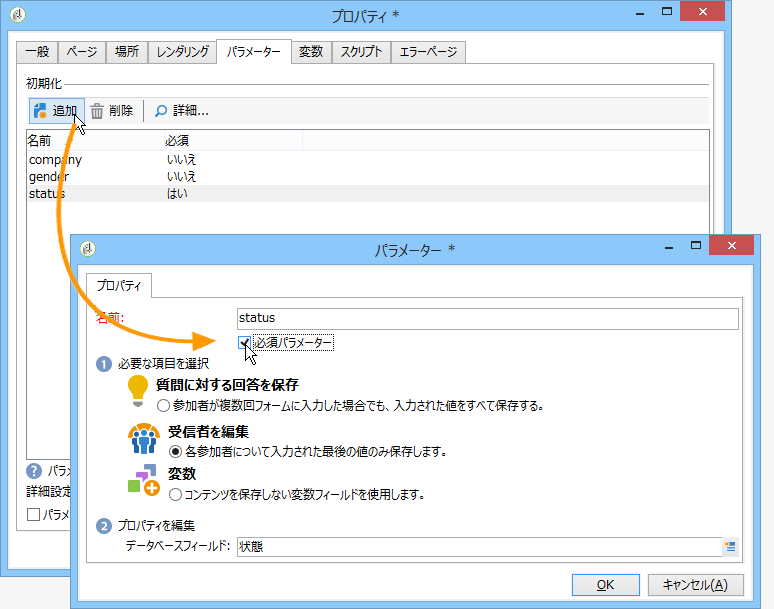 プロパティ *
一般 ページ 場所 レンダリング パラメーター 変数 スクリプト エラーページ
初期化
追加 削除 詳細...
名前 必須
company いいえ
gender いいえ
status はい
パラメーター *
プロパティ
名前: status
必須パラメーター
1 必要な項目を選択
質問に対する回答を保存
参加者が複数回フォームに入力した場合でも、入力された値をすべて保存する。
受信者を編集
各参加者について入力された最後の値のみ保存します。
変数
コンテンツを保存しない変数フィールドを使用します。
? パラメ
詳細設定
パラメ
2 プロパティを編集
データベースフィールド: 状態
OK キャンセル(A)